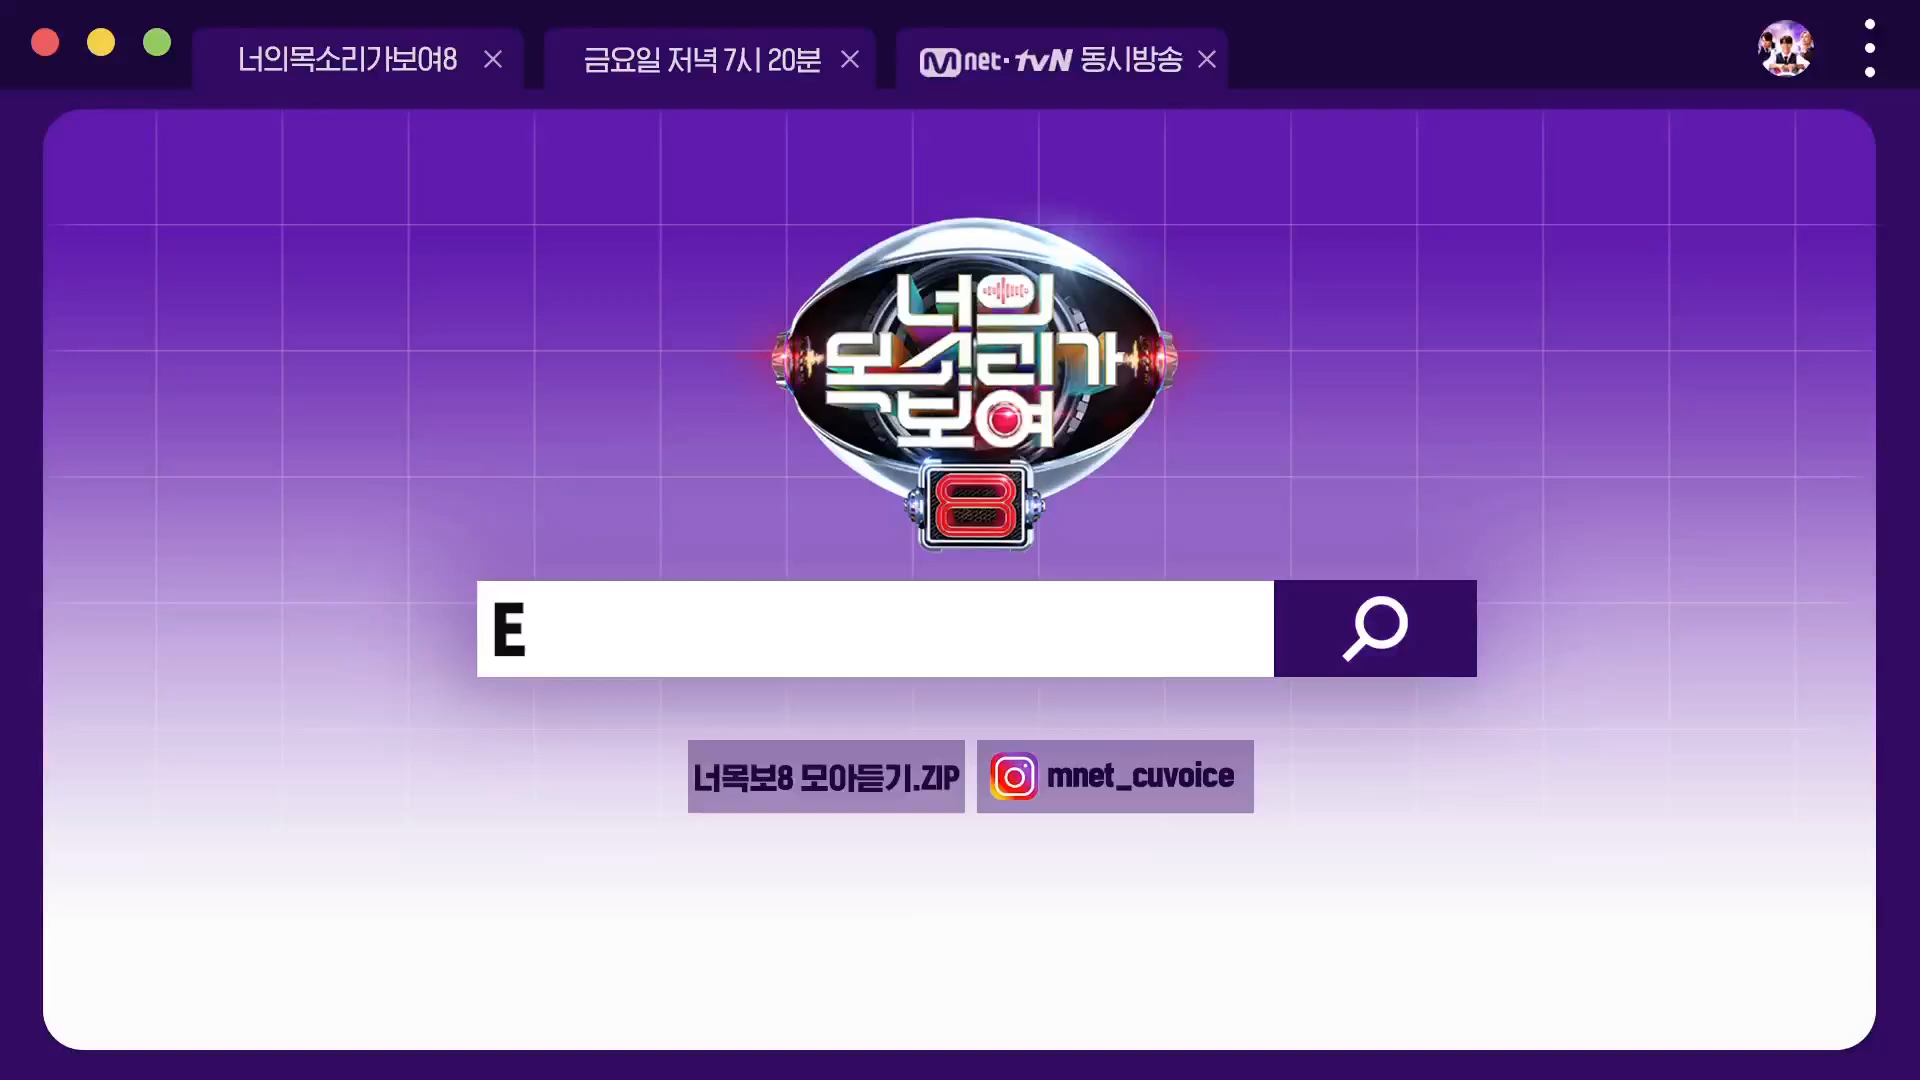 너의목소리가보여8
금요일 저녁 7시 20분
Mnet·tvN 동시방송
너의
목소리가
보여
8
E
너목보8 모아듣기.ZIP
mnet_cuvoice